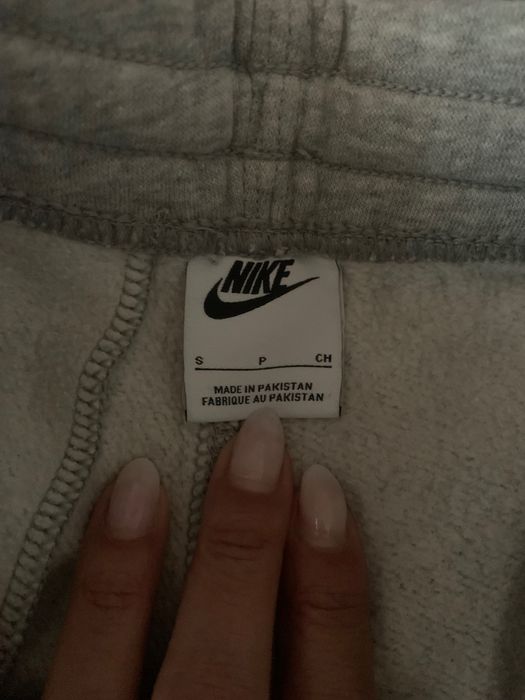 NIKE
S P CH
MADE IN PAKISTAN
FABRIQUE AU PAKISTAN